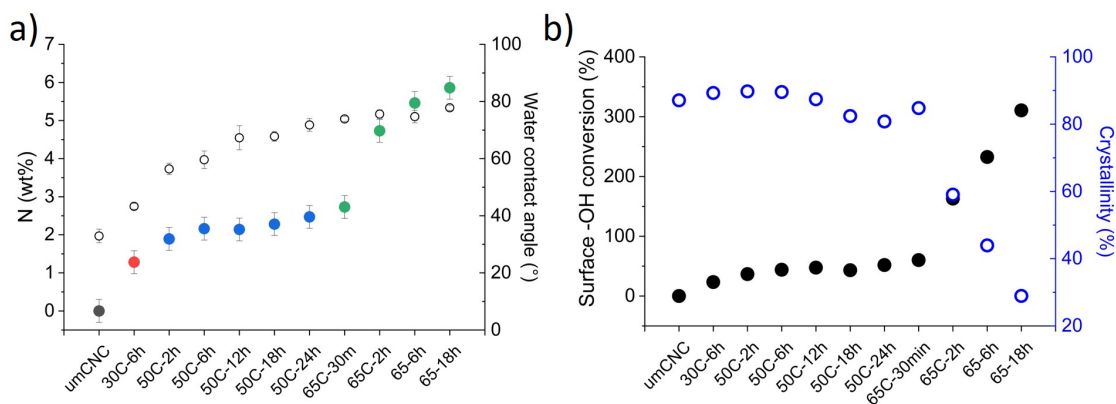 a)
N (wt%)
7
6
5
4
3
2
1
0
100
80
60
40
20
0
Water contact angle (°)
umCNC
30C-6h
50C-2h
50C-6h
50C-12h
50C-18h
50C-24h
65C-30m
65C-2h
65-6h
65-18h
b)
Surface -OH conversion (%)
400
300
200
100
0
100
80
60
40
20
Crystallinity (%)
umCNC
30C-6h
50C-2h
50C-6h
50C-12h
50C-18h
50C-24h
65C-30min
65C-2h
65-6h
65-18h